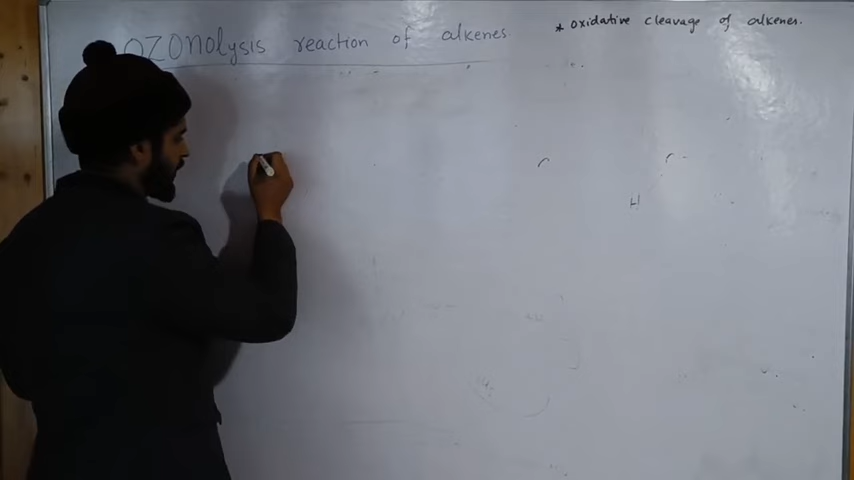 OZONolysis reaction of alkenes.
* oxidative cleavage of alkenes.
H